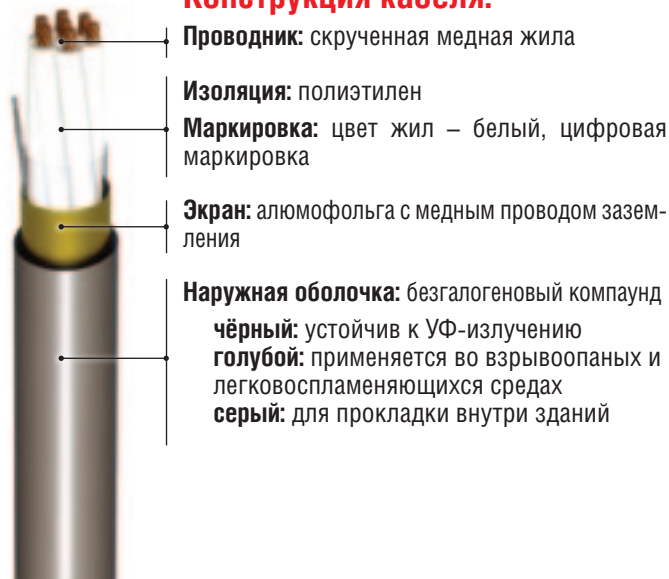 Конструкция кабеля:
Проводник: скрученная медная жила
Изоляция: полиэтилен
Маркировка: цвет жил – белый, цифровая
маркировка
Экран: алюмофольга с медным проводом зазем-
ления
Наружная оболочка: безгалогеновый компаунд
чёрный: устойчив к УФ-излучению
голубой: применяется во взрывоопаных и
легковоспламеняющихся средах
серый: для прокладки внутри зданий